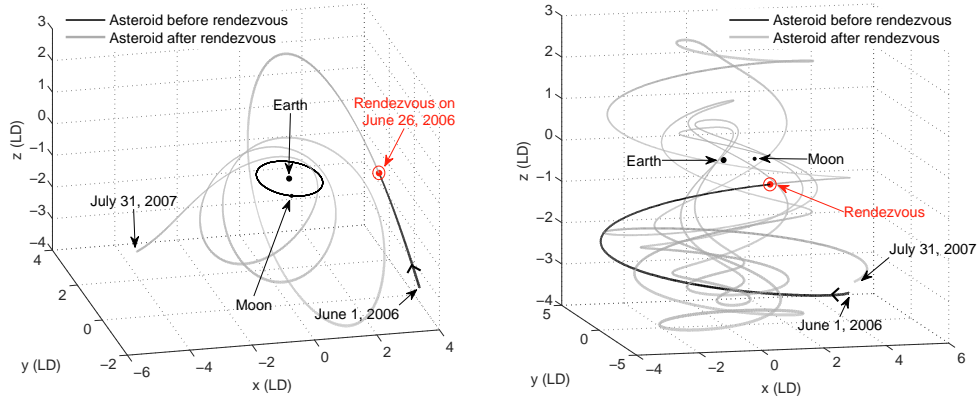 Asteroid before rendezvous
Asteroid after rendezvous
Earth
Rendezvous on
June 26, 2006
July 31, 2007
Moon
June 1, 2006
z (LD)
3
2
1
0
−1
−2
−3
−4
y (LD)
4
2
0
−2
x (LD)
−6
−4
−2
0
2
4
Asteroid before rendezvous
Asteroid after rendezvous
Earth
Moon
Rendezvous
July 31, 2007
June 1, 2006
z (LD)
3
2
1
0
−1
−2
−3
−4
y (LD)
5
0
−5
x (LD)
−4
−2
0
2
4
6